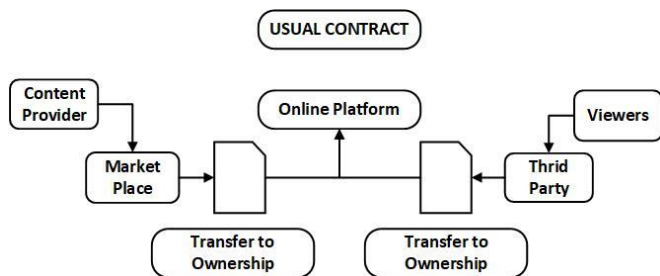 USUAL CONTRACT
Content
Provider
Online Platform
Viewers
Market
Place
Thrid
Party
Transfer to
Ownership
Transfer to
Ownership